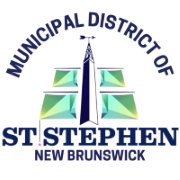 MUNICIPAL DISTRICT OF
ST. STEPHEN
NEW BRUNSWICK